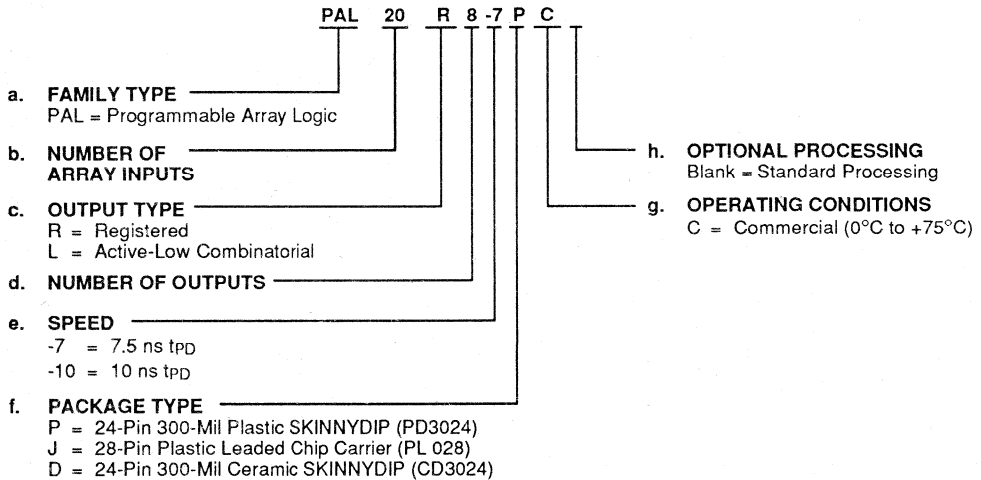 PAL 20 R 8 -7 P C
a. FAMILY TYPE
PAL = Programmable Array Logic
b. NUMBER OF
ARRAY INPUTS
c. OUTPUT TYPE
R = Registered
L = Active-Low Combinatorial
d. NUMBER OF OUTPUTS
e. SPEED
-7 = 7.5 ns tPD
-10 = 10 ns tPD
f. PACKAGE TYPE
P = 24-Pin 300-Mil Plastic SKINNYDIP (PD3024)
J = 28-Pin Plastic Leaded Chip Carrier (PL 028)
D = 24-Pin 300-Mil Ceramic SKINNYDIP (CD3024)
h. OPTIONAL PROCESSING
Blank = Standard Processing
g. OPERATING CONDITIONS
C = Commercial (0°C to +75°C)